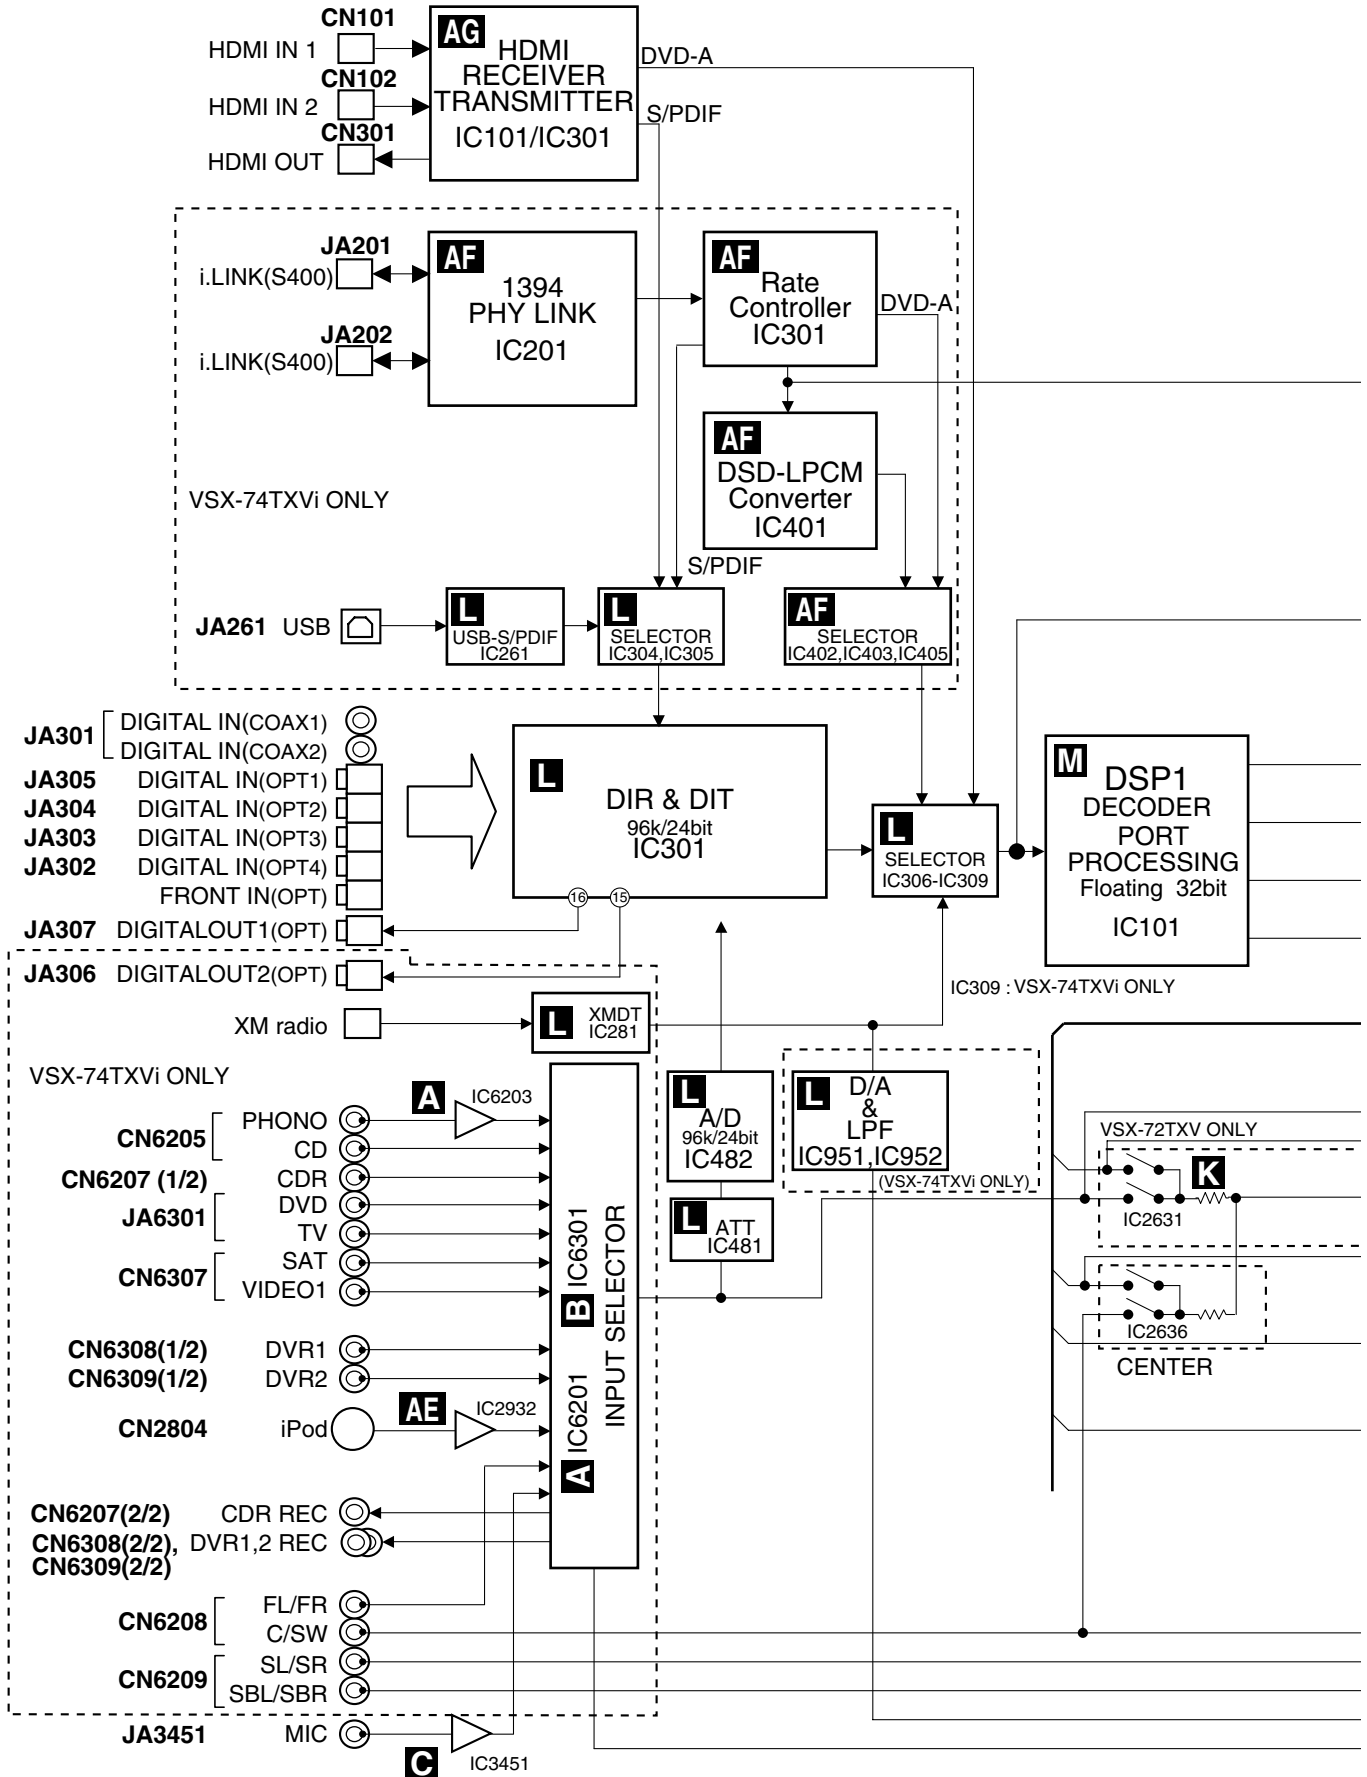 CN101
HDMI IN 1
CN102
HDMI IN 2
CN301
HDMI OUT
AG
HDMI
RECEIVER
TRANSMITTER
IC101/IC301
DVD-A
S/PDIF
JA201
i.LINK(S400)
JA202
i.LINK(S400)
AF
1394
PHY LINK
IC201
AF
Rate
Controller
IC301
DVD-A
AF
DSD-LPCM
Converter
IC401
VSX-74TXVi ONLY
S/PDIF
JA261 USB
L
USB-S/PDIF
IC261
L
SELECTOR
IC304,IC305
AF
SELECTOR
IC402,IC403,IC405
JA301
DIGITAL IN(COAX1)
DIGITAL IN(COAX2)
JA305 DIGITAL IN(OPT1)
JA304 DIGITAL IN(OPT2)
JA303 DIGITAL IN(OPT3)
JA302 DIGITAL IN(OPT4)
FRONT IN(OPT)
JA307 DIGITALOUT1(OPT)
JA306 DIGITALOUT2(OPT)
L
DIR & DIT
96k/24bit
IC301
16
15
L
SELECTOR
IC306-IC309
M
DSP1
DECODER
PORT
PROCESSING
Floating 32bit
IC101
IC309 : VSX-74TXVi ONLY
XM radio
L
XMDT
IC281
VSX-74TXVi ONLY
A
IC6203
CN6205
PHONO
CD
CN6207 (1/2) CDR
JA6301
DVD
TV
CN6307
SAT
VIDEO1
CN6308(1/2) DVR1
CN6309(1/2) DVR2
CN2804 iPod
AE
IC2932
A IC6201 B IC6301
INPUT SELECTOR
L
A/D
96k/24bit
IC482
L
ATT
IC481
L
D/A
&
LPF
IC951,IC952
(VSX-74TXVi ONLY)
VSX-72TXV ONLY
K
IC2631
IC2636
CENTER
CN6207(2/2) CDR REC
CN6308(2/2), DVR1,2 REC
CN6309(2/2)
CN6208
FL/FR
C/SW
CN6209
SL/SR
SBL/SBR
JA3451 MIC
C
IC3451